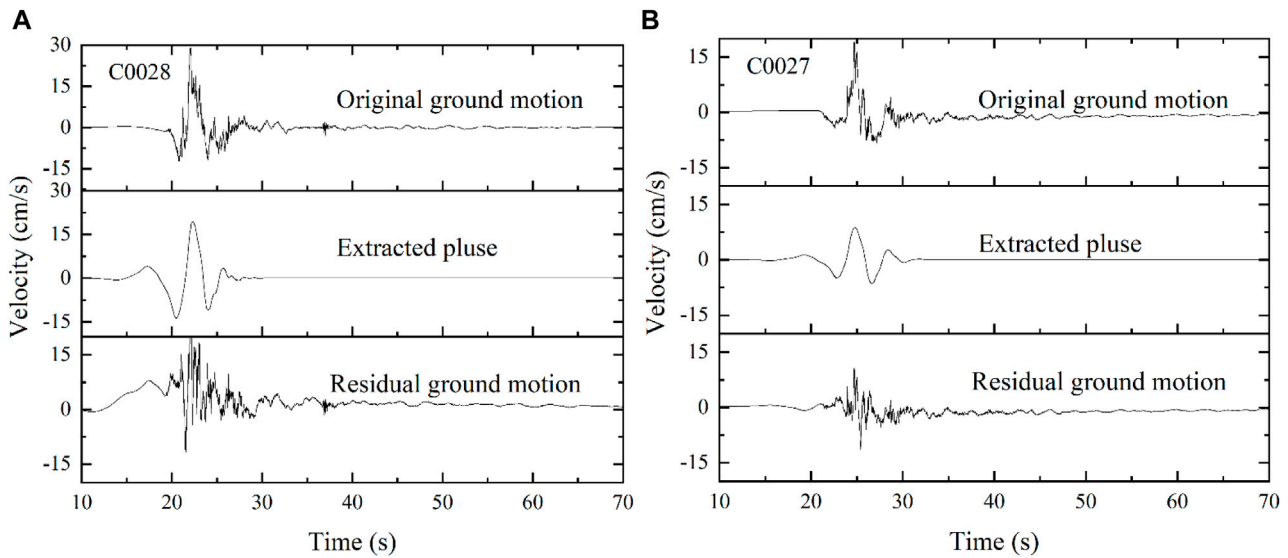 A
B
Velocity (cm/s)
30
15
0
-15
30
15
0
-15
15
0
-15
C0028
Original ground motion
Extracted pluse
Residual ground motion
10 20 30 40 50 60 70
Time (s)
Velocity (cm/s)
15
0
-15
15
0
-15
15
0
-15
C0027
Original ground motion
Extracted pluse
Residual ground motion
10 20 30 40 50 60 70
Time (s)